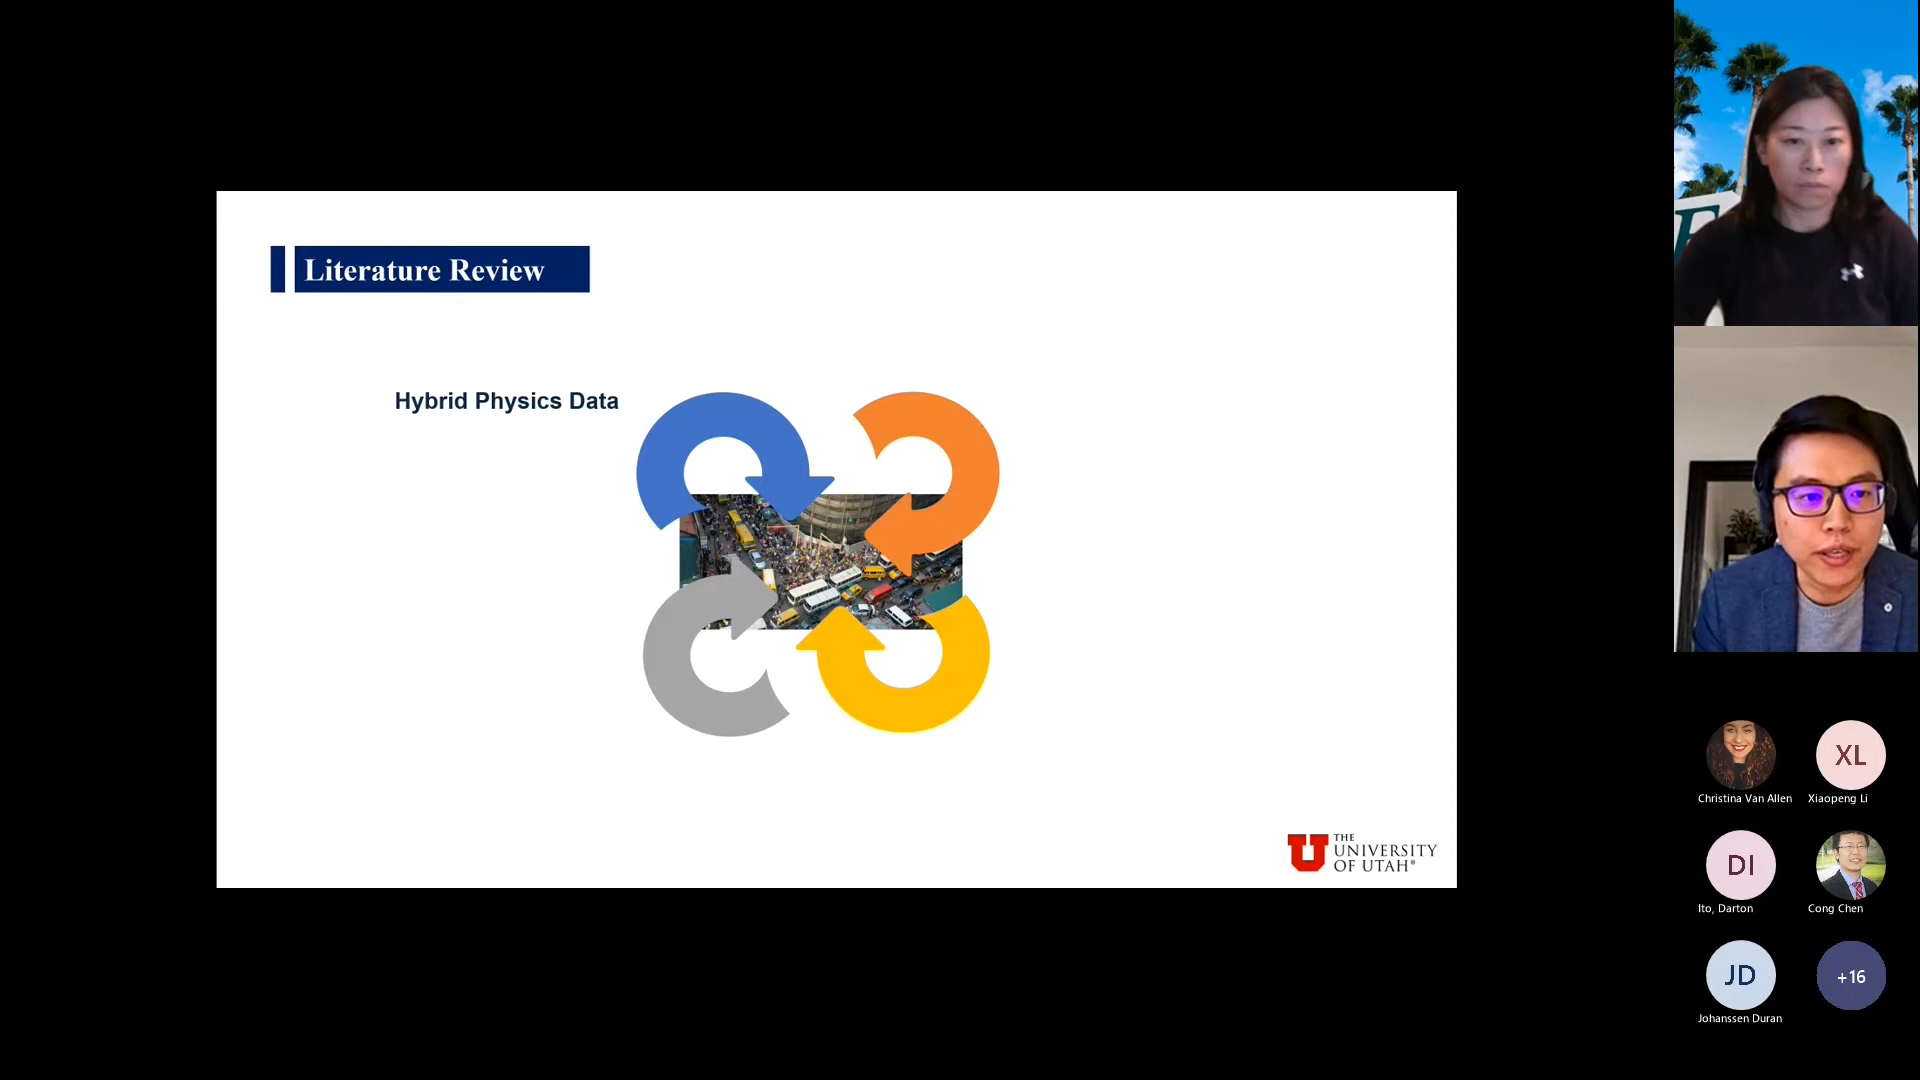 Literature Review
Hybrid Physics Data
THE
UNIVERSITY
OF UTAH®
XL
Christina Van Allen
Xiaopeng Li
DI
Ito, Darton
Cong Chen
JD
+16
Johanssen Duran